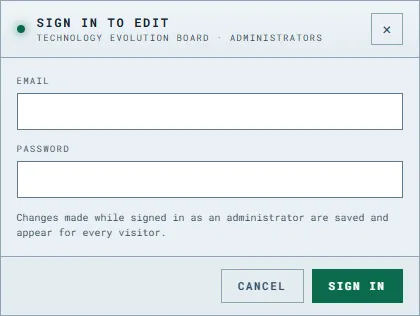 SIGN IN TO EDIT
TECHNOLOGY EVOLUTION BOARD · ADMINISTRATORS
×
EMAIL
PASSWORD
Changes made while signed in as an administrator are saved and
appear for every visitor.
CANCEL
SIGN IN